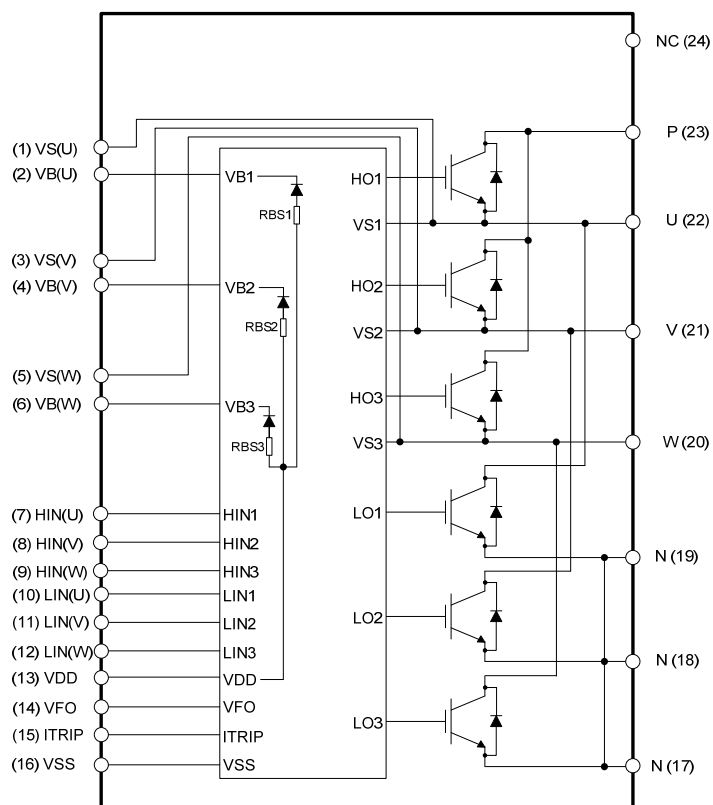 NC (24)
P (23)
(1) VS(U)
(2) VB(U)
VB1
HO1
RBS1
VS1
U (22)
(3) VS(V)
(4) VB(V)
VB2
HO2
RBS2
VS2
V (21)
(5) VS(W)
(6) VB(W)
VB3
HO3
RBS3
VS3
W (20)
(7) HIN(U)
HIN1
LO1
(8) HIN(V)
HIN2
(9) HIN(W)
HIN3
N (19)
(10) LIN(U)
LIN1
(11) LIN(V)
LIN2
LO2
(12) LIN(W)
LIN3
N (18)
(13) VDD
VDD
(14) VFO
VFO
LO3
(15) ITRIP
ITRIP
(16) VSS
VSS
N (17)